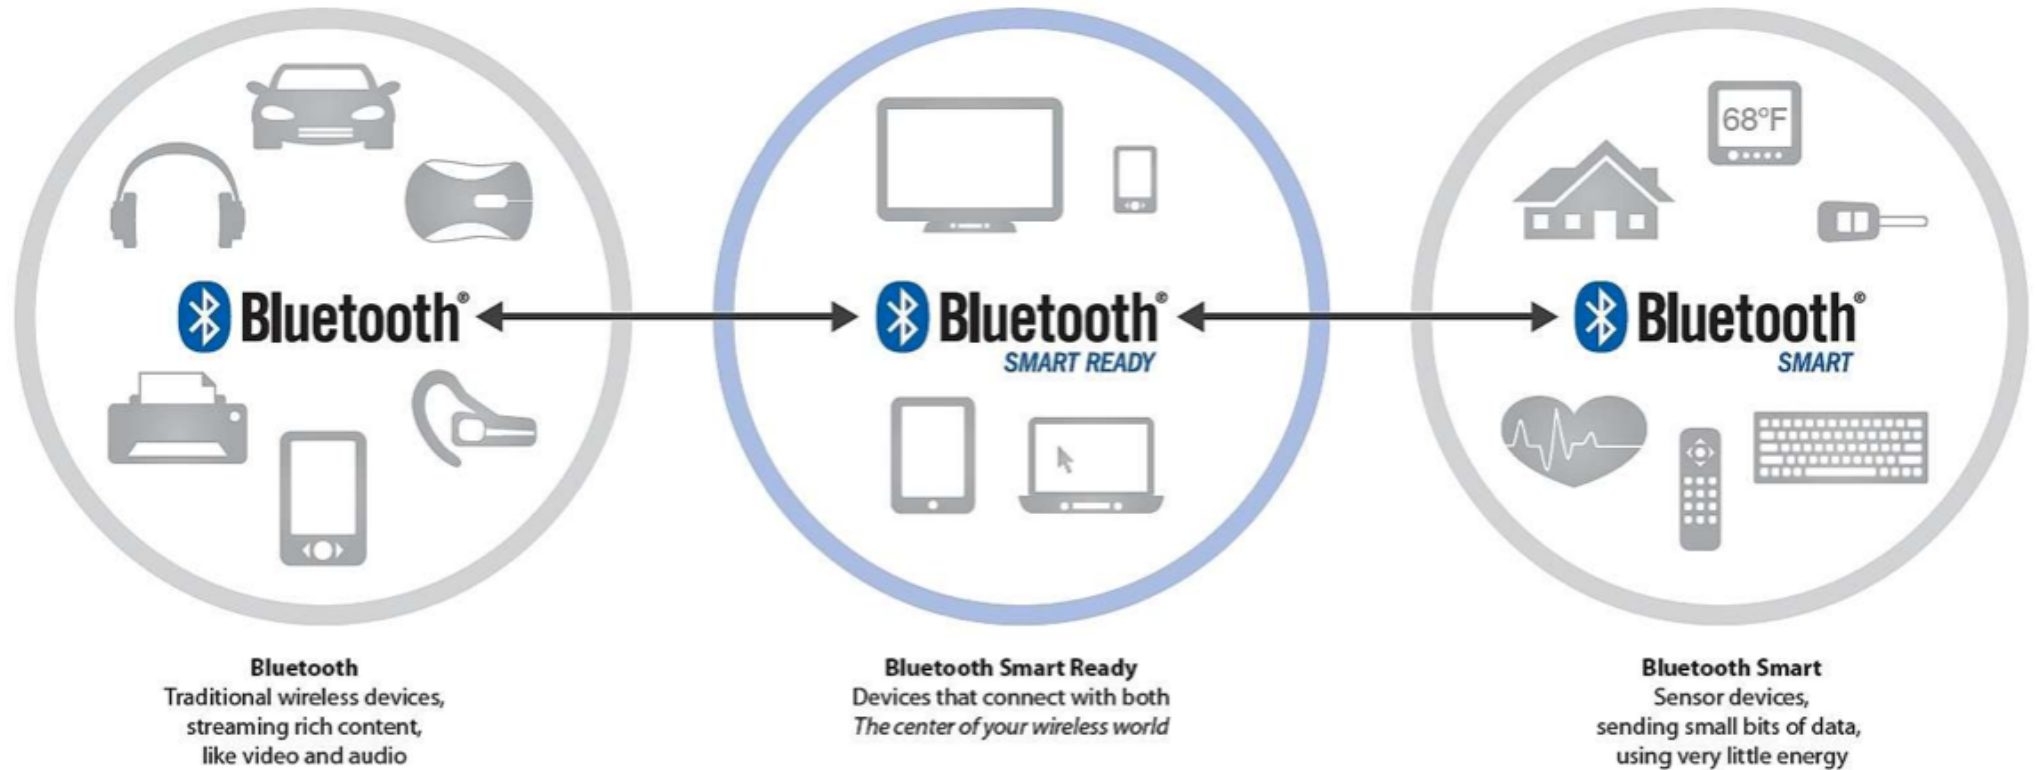 68°F
Bluetooth®
Bluetooth®
SMART READY
Bluetooth®
SMART
Bluetooth
Traditional wireless devices,
streaming rich content,
like video and audio
Bluetooth Smart Ready
Devices that connect with both
The center of your wireless world
Bluetooth Smart
Sensor devices,
sending small bits of data,
using very little energy